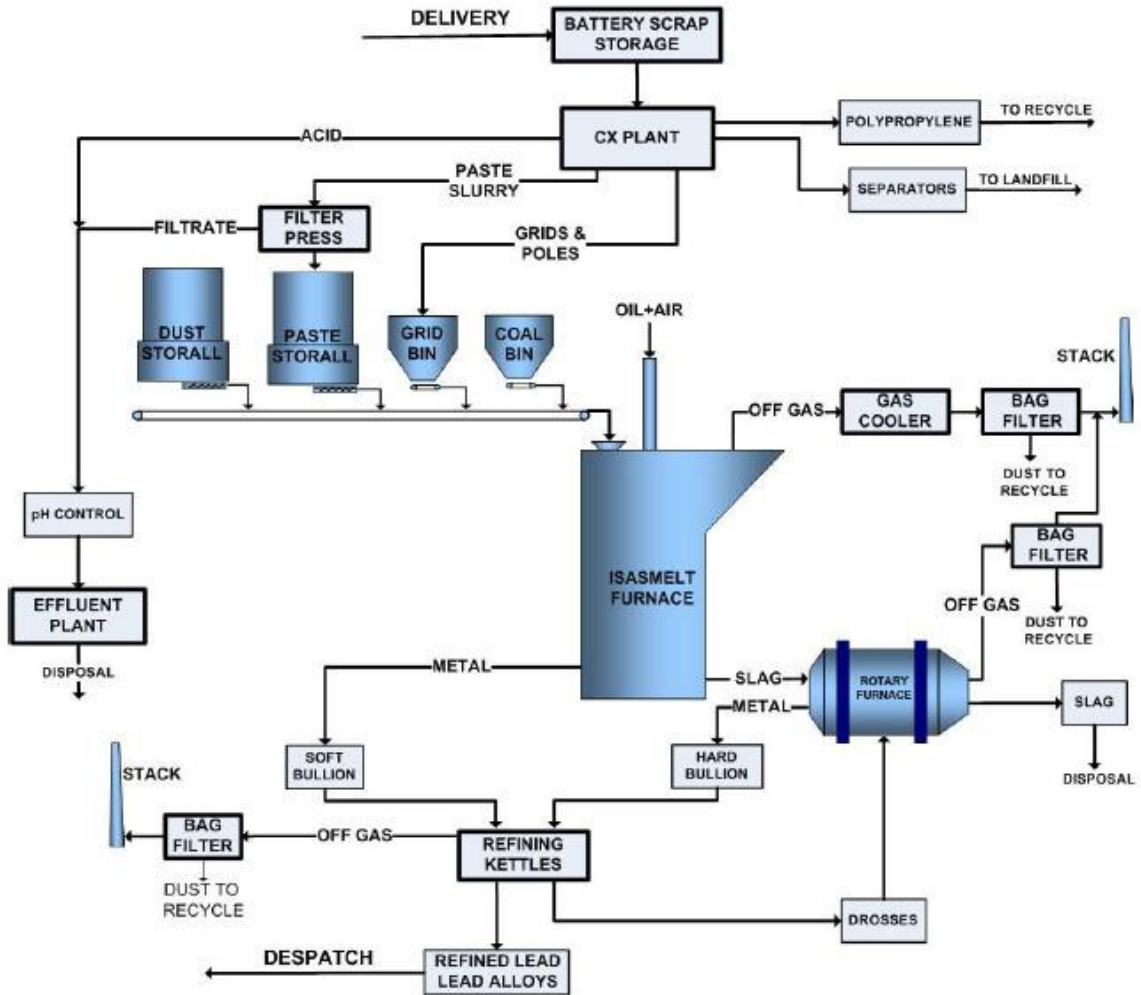 DELIVERY
BATTERY SCRAP
STORAGE
CX PLANT
POLYPROPYLENE
TO RECYCLE
SEPARATORS
TO LANDFILL
ACID
PASTE
SLURRY
FILTRATE
FILTER
PRESS
GRIDS &
POLES
DUST
STORALL
PASTE
STORALL
GRID
BIN
COAL
BIN
OIL+AIR
STACK
OFF GAS
GAS
COOLER
BAG
FILTER
DUST TO
RECYCLE
pH CONTROL
BAG
FILTER
ISASMELT
FURNACE
EFFLUENT
PLANT
OFF GAS
DUST TO
RECYCLE
DISPOSAL
METAL
SLAG
ROTARY
FURNACE
METAL
SLAG
SOFT
BULLION
HARD
BULLION
DISPOSAL
STACK
BAG
FILTER
OFF GAS
REFINING
KETTLES
DUST TO
RECYCLE
DROSSES
DESPATCH
REFINED LEAD
LEAD ALLOYS